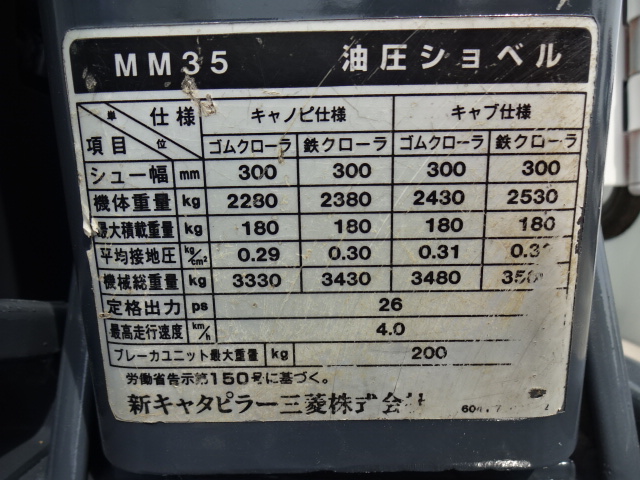 MM35 油圧ショベル
単位 仕様 キャノピ仕様 キャブ仕様
項目 ゴムクローラ 鉄クローラ ゴムクローラ 鉄クローラ
シュー幅 mm 300 300 300 300
機体重量 kg 2280 2380 2430 2530
最大積載重量 kg 180 180 180 180
平均接地圧 kg/cm² 0.29 0.30 0.31
機械総重量 kg 3330 3430 3480
定格出力 ps 26
最高走行速度 km/h 4.0
ブレーカユニット最大重量 kg 200
労働省告示第150号に基づく。
新キャタピラー三菱株式会社